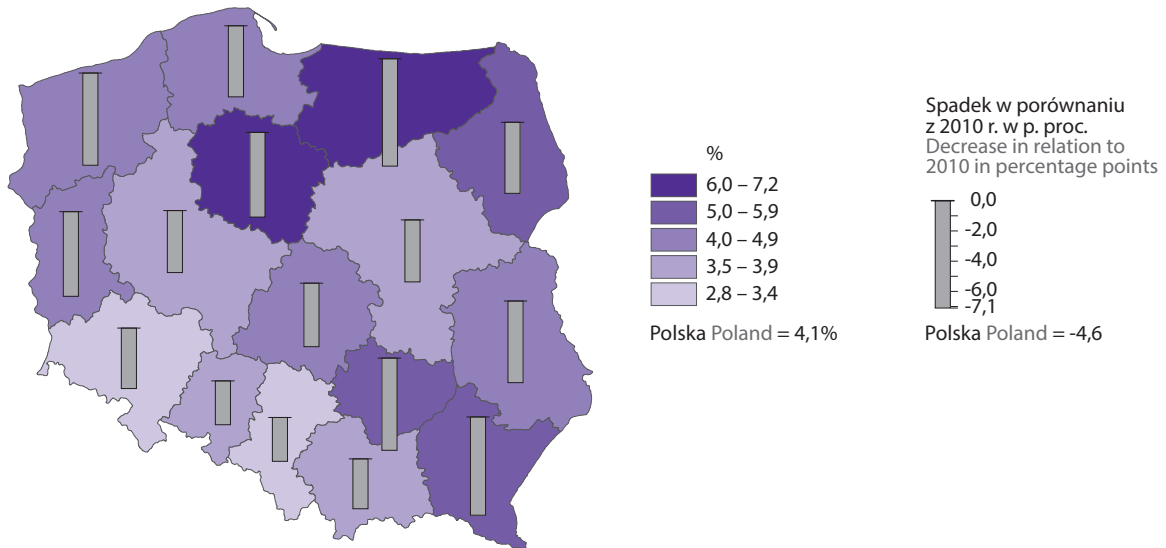 %
6,0 – 7,2
5,0 – 5,9
4,0 – 4,9
3,5 – 3,9
2,8 – 3,4
Polska Poland = 4,1%
Spadek w porównaniu
z 2010 r. w p. proc.
Decrease in relation to
2010 in percentage points
0,0
-2,0
-4,0
-6,0
-7,1
Polska Poland = -4,6